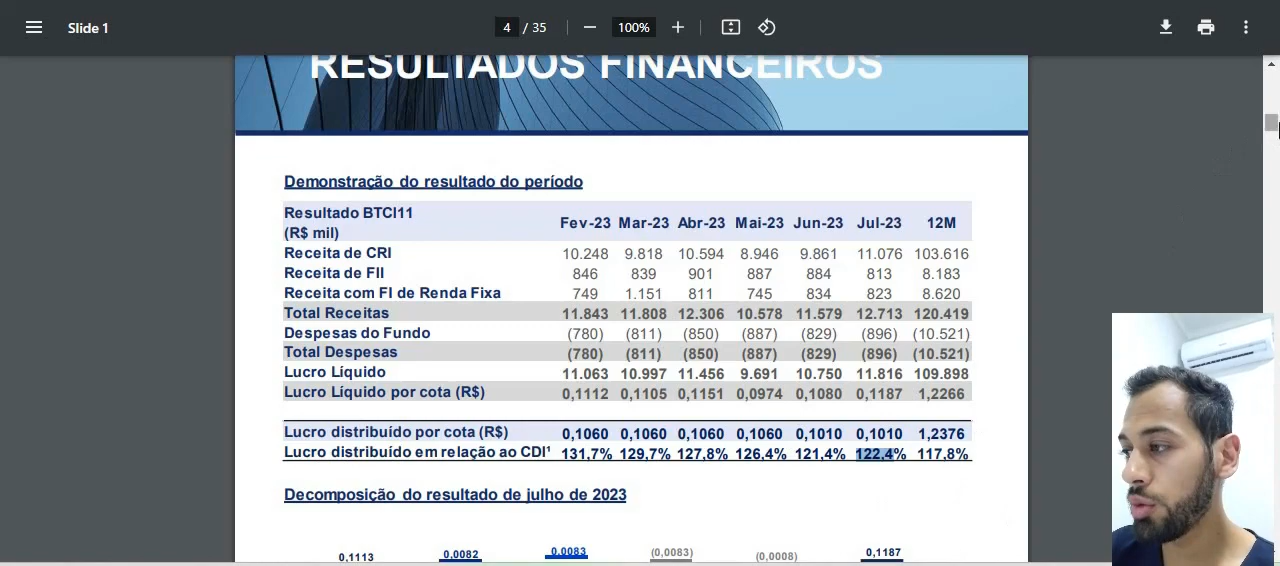 Slide 1
4 / 35
100%
RESULTADOS FINANCEIROS
Demonstração do resultado do período
Resultado BTCI11
(R$ mil)
Fev-23 Mar-23 Abr-23 Mai-23 Jun-23 Jul-23 12M
Receita de CRI 10.248 9.818 10.594 8.946 9.861 11.076 103.616
Receita de FII 846 839 901 887 884 813 8.183
Receita com FI de Renda Fixa 749 1.151 811 745 834 823 8.620
Total Receitas 11.843 11.808 12.306 10.578 11.579 12.713 120.419
Despesas do Fundo (780) (811) (850) (887) (829) (896) (10.521)
Total Despesas (780) (811) (850) (887) (829) (896) (10.521)
Lucro Líquido 11.063 10.997 11.456 9.691 10.750 11.816 109.898
Lucro Líquido por cota (R$) 0,1112 0,1105 0,1151 0,0974 0,1080 0,1187 1,2266
Lucro distribuído por cota (R$) 0,1060 0,1060 0,1060 0,1060 0,1010 0,1010 1,2376
Lucro distribuído em relação ao CDI¹ 131,7% 129,7% 127,8% 126,4% 121,4% 122,4% 117,8%
Decomposição do resultado de julho de 2023
0,1113 0,0082 0,0083 (0,0083) (0,0008) 0,1187